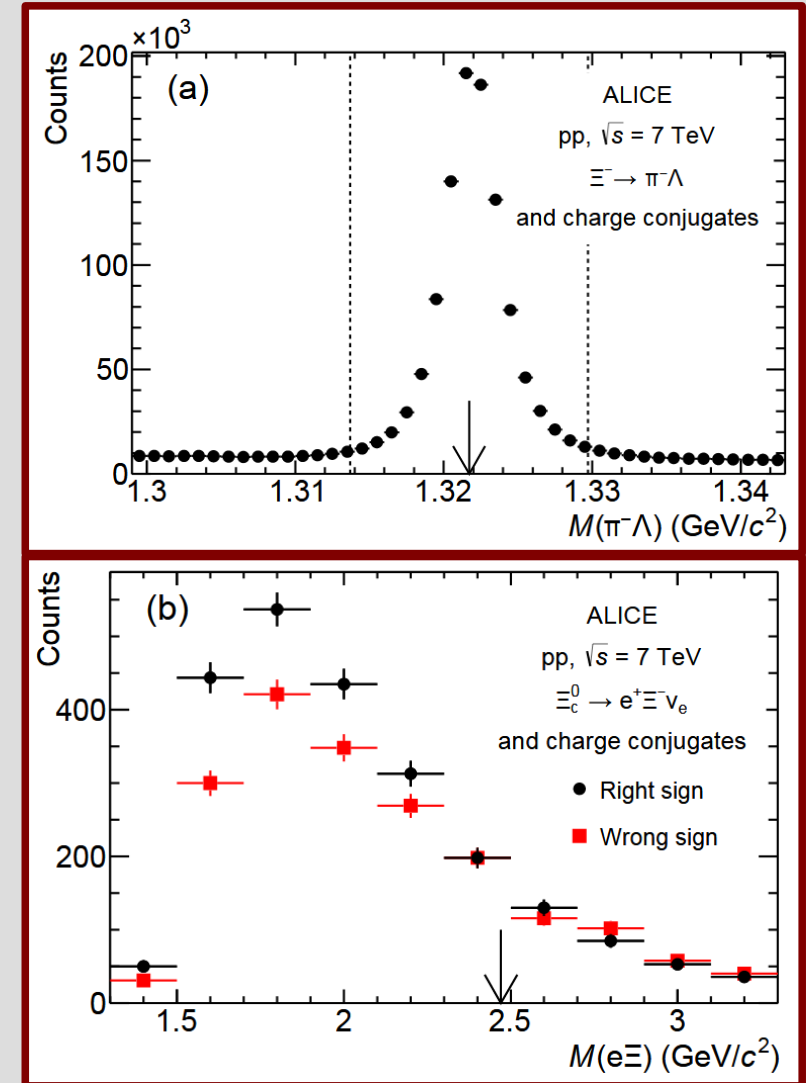 ×10³
200
150
100
50
0
Counts
(a)
ALICE
pp, √s = 7 TeV
Ξ⁻ → π⁻Λ
and charge conjugates
1.3 1.31 1.32 1.33 1.34
M(π⁻Λ) (GeV/c²)
Counts
400
200
0
(b)
ALICE
pp, √s = 7 TeV
Ξ⁰c → e⁺Ξ⁻νₑ
and charge conjugates
Right sign
Wrong sign
1.5 2 2.5 3
M(eΞ) (GeV/c²)